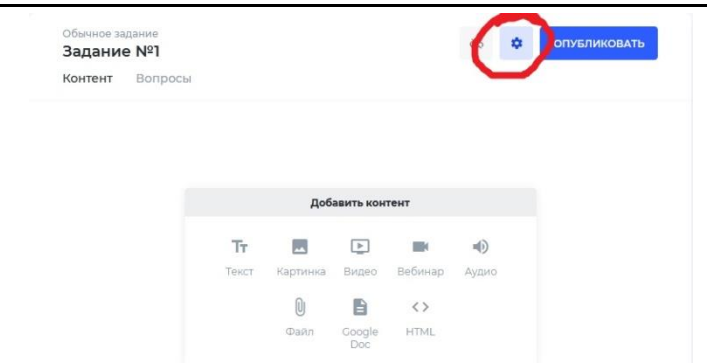 Обычное задание
Задание №1
ОПУБЛИКОВАТЬ
Контент Вопросы
Добавить контент
Тт
Текст Картинка Видео Вебинар Аудио
Файл Google Doc HTML